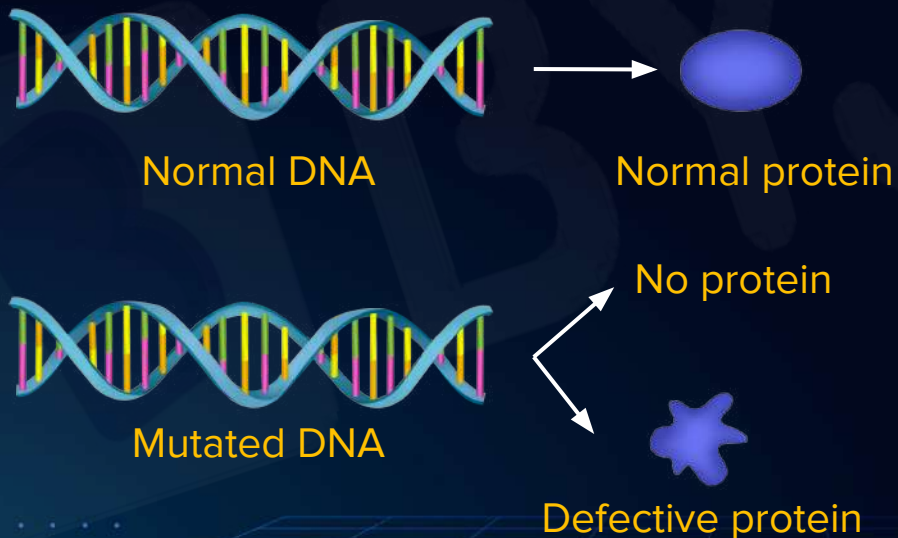 Normal DNA
Normal protein
No protein
Mutated DNA
Defective protein